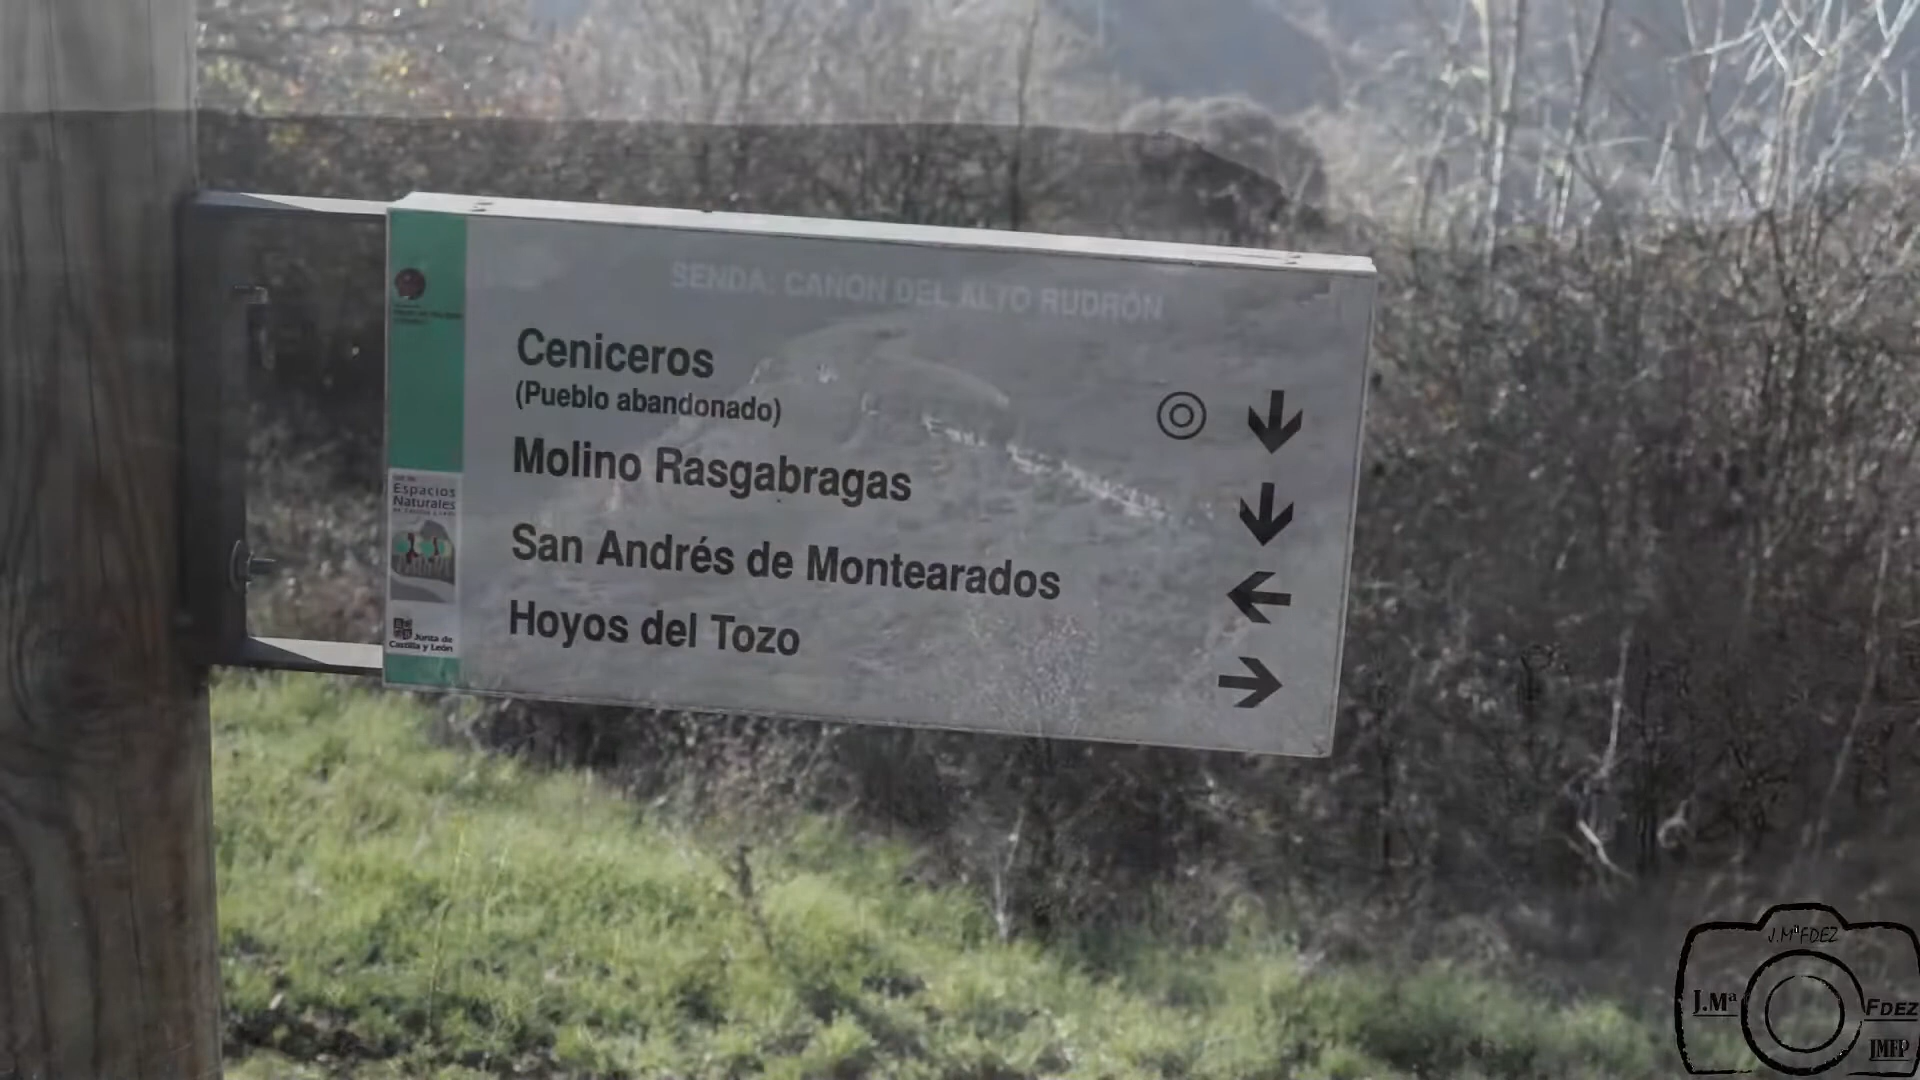 SENDA: CAÑON DEL ALTO RUDRÓN
Ceniceros
(Pueblo abandonado)
Molino Rasgabragas
San Andrés de Montearados
Hoyos del Tozo
Espacios
Naturales
Junta de
Castilla y León
J.MªFDEZ
J.Mª
FDEZ
JMFP